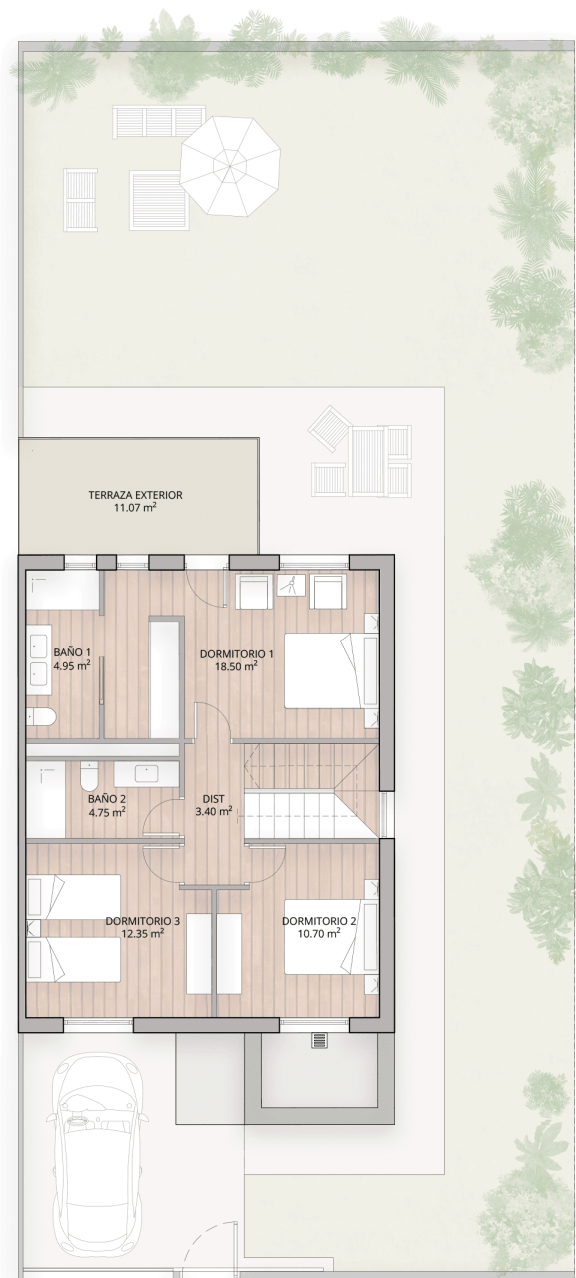 TERRAZA EXTERIOR
11.07 m²
BAÑO 1
4.95 m²
DORMITORIO 1
18.50 m²
BAÑO 2
4.75 m²
DIST
3.40 m²
DORMITORIO 3
12.35 m²
DORMITORIO 2
10.70 m²